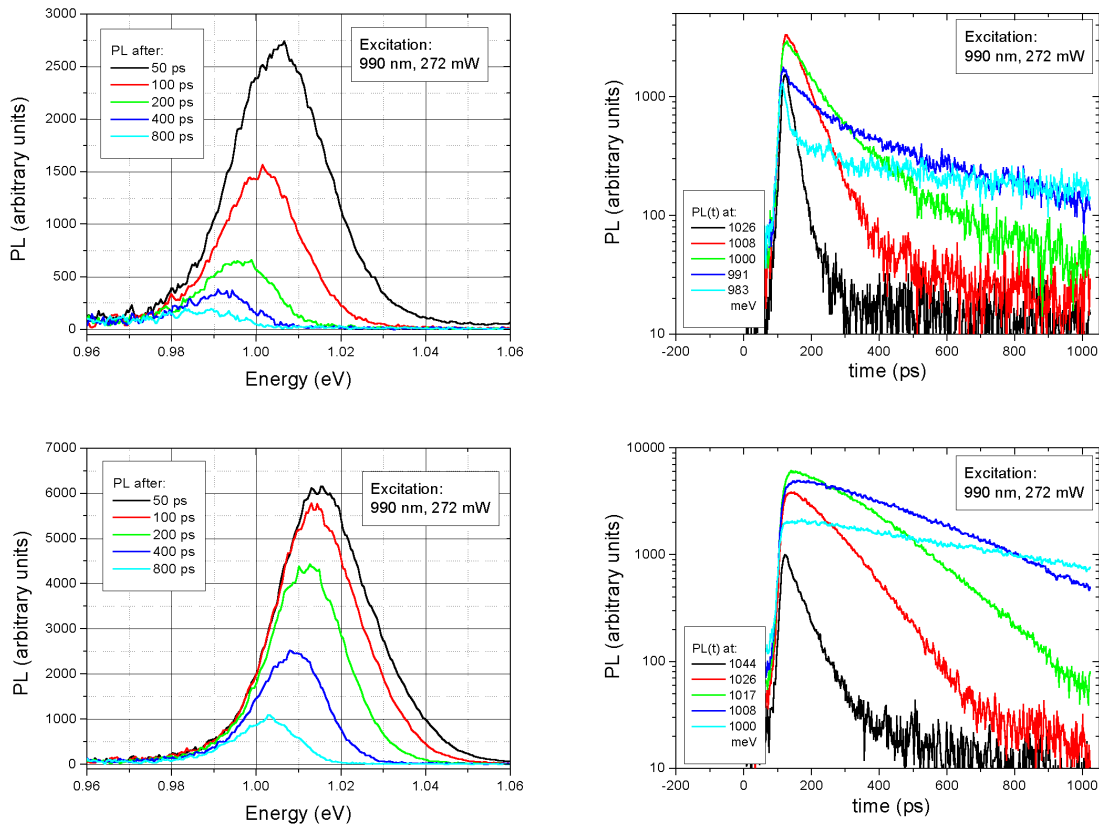 PL after:
50 ps
100 ps
200 ps
400 ps
800 ps
Excitation:
990 nm, 272 mW
3000
2500
2000
1500
1000
500
0
PL (arbitrary units)
0.96 0.98 1.00 1.02 1.04 1.06
Energy (eV)
Excitation:
990 nm, 272 mW
1000
100
10
PL (arbitrary units)
PL(t) at:
1026
1008
1000
991
983
meV
-200 0 200 400 600 800 1000
time (ps)
PL after:
50 ps
100 ps
200 ps
400 ps
800 ps
Excitation:
990 nm, 272 mW
7000
6000
5000
4000
3000
2000
1000
0
PL (arbitrary units)
0.96 0.98 1.00 1.02 1.04 1.06
Energy (eV)
Excitation:
990 nm, 272 mW
10000
1000
100
10
PL (arbitrary units)
PL(t) at:
1044
1026
1017
1008
1000
meV
-200 0 200 400 600 800 1000
time (ps)